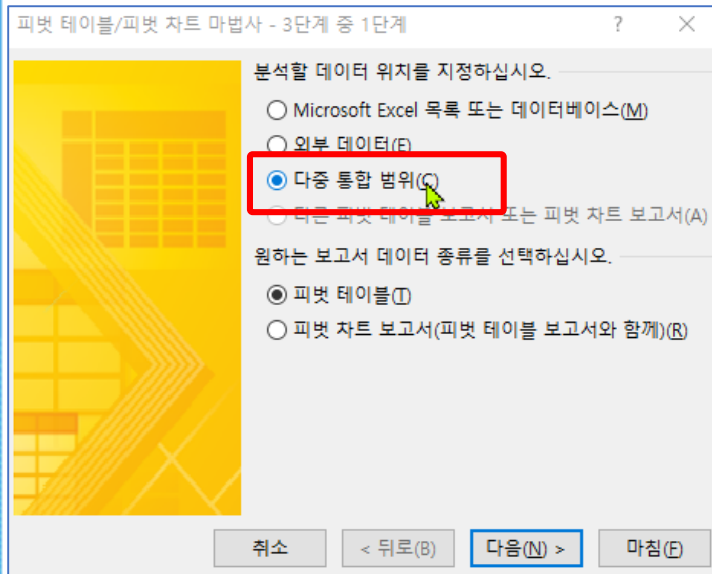 피벗 테이블/피벗 차트 마법사 - 3단계 중 1단계 ?
분석할 데이터 위치를 지정하십시오.
Microsoft Excel 목록 또는 데이터베이스(M)
외부 데이터(E)
다중 통합 범위(C)
다른 피벗 테이블 보고서 또는 피벗 차트 보고서(A)
원하는 보고서 데이터 종류를 선택하십시오.
피벗 테이블(T)
피벗 차트 보고서(피벗 테이블 보고서와 함께)(R)
취소 < 뒤로(B) 다음(N) > 마침(F)